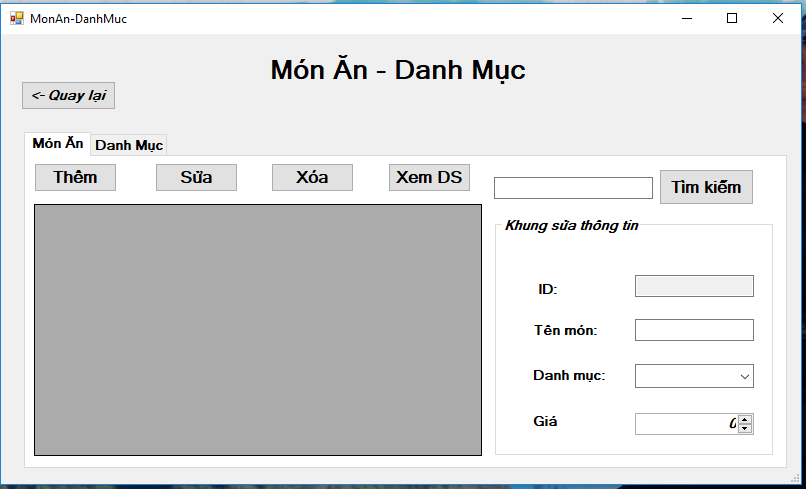 MonAn-DanhMuc
Món Ăn - Danh Mục
<- Quay lại
Món Ăn Danh Mục
Thêm Sửa Xóa Xem DS Tìm kiếm
Khung sửa thông tin
ID:
Tên món:
Danh mục:
Giá 0